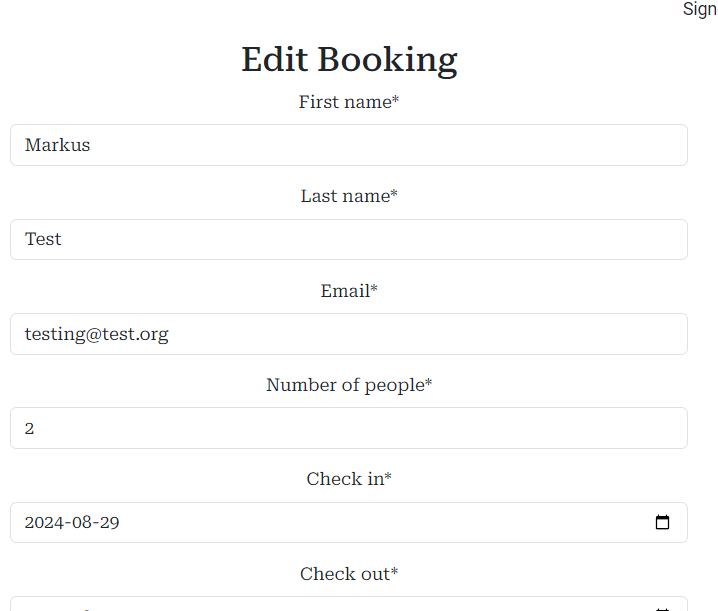 Sign
Edit Booking
First name*
Markus
Last name*
Test
Email*
testing@test.org
Number of people*
2
Check in*
2024-08-29
Check out*